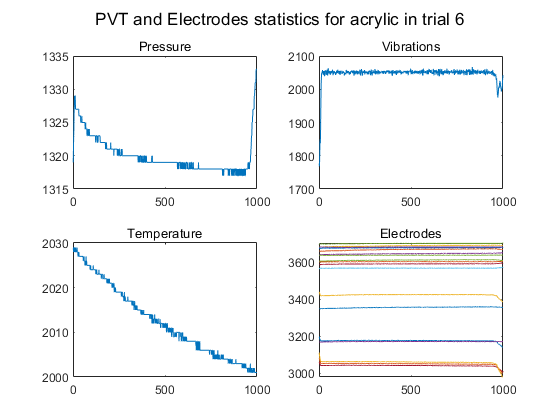 PVT and Electrodes statistics for acrylic in trial 6
Pressure
1335
1330
1325
1320
1315
0 500 1000
Vibrations
2100
2000
1900
1800
1700
0 500 1000
Temperature
2030
2020
2010
2000
0 500 1000
Electrodes
3600
3400
3200
3000
0 500 1000